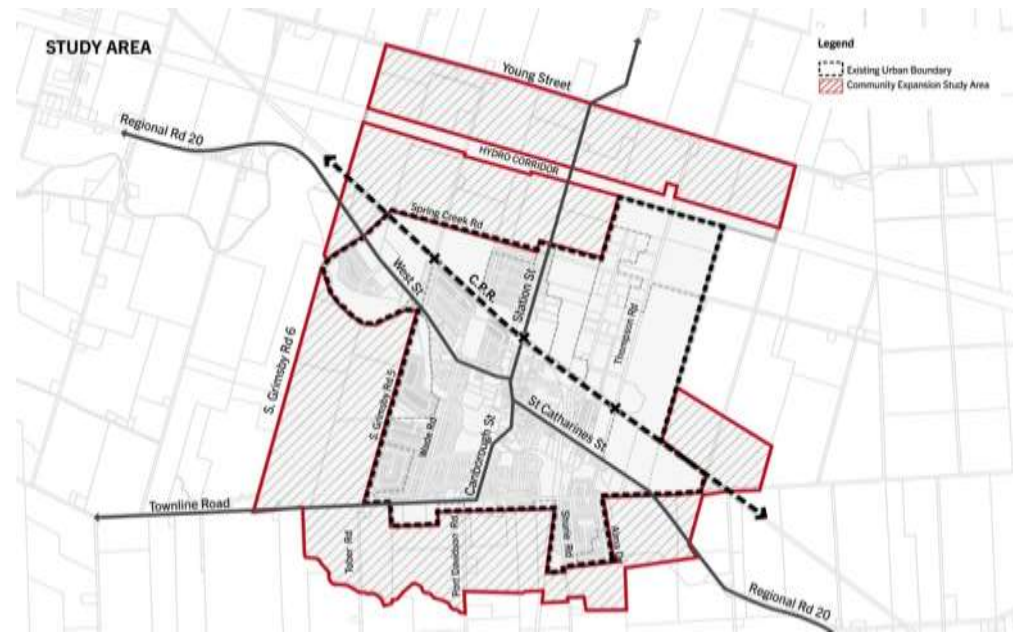 STUDY AREA
Legend
Existing Urban Boundary
Community Expansion Study Area
Young Street
Regional Rd 20
HYDRO CORRIDOR
Spring Creek Rd
West St
C.P.R.
Station St
Thompson Rd
S. Grimsby Rd 6
S. Grimsby Rd 5
Wade Rd
Canborough St
St Catharines St
Townline Road
Tober Rd
Port Davidson Rd
Regional Rd 20